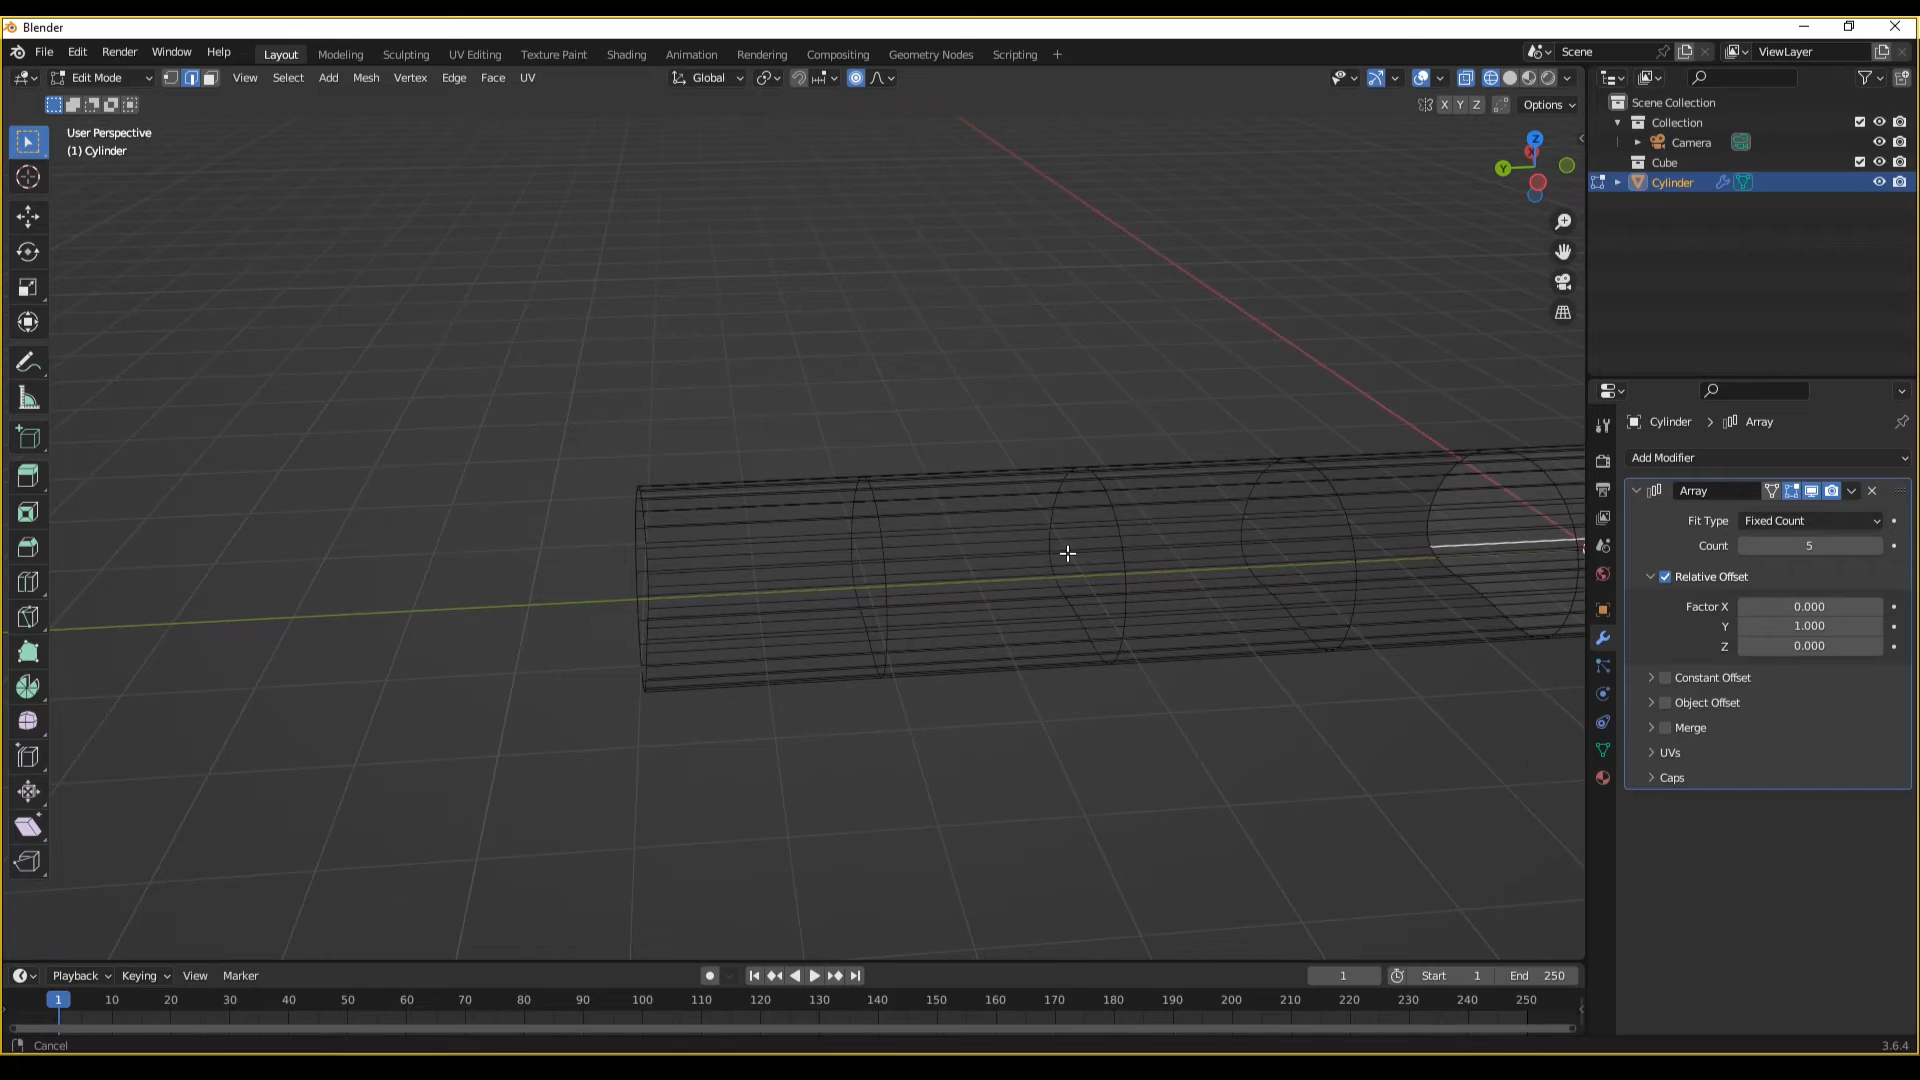 Blender
File Edit Render Window Help Layout Modeling Sculpting UV Editing Texture Paint Shading Animation Rendering Compositing Geometry Nodes Scripting + Scene ViewLayer
Edit Mode View Select Add Mesh Vertex Edge Face UV Global
X Y Z Options
User Perspective
(1) Cylinder
Z
X
Y
Scene Collection
Collection
Camera
Cube
Cylinder
Cylinder > Array
Add Modifier
Array
Fit Type Fixed Count
Count 5
Relative Offset
Factor X 0.000
Y 1.000
Z 0.000
Constant Offset
Object Offset
Merge
UVs
Caps
Playback Keying View Marker 1 Start 1 End 250
1 10 20 30 40 50 60 70 80 90 100 110 120 130 140 150 160 170 180 190 200 210 220 230 240 250
Cancel 3.6.4